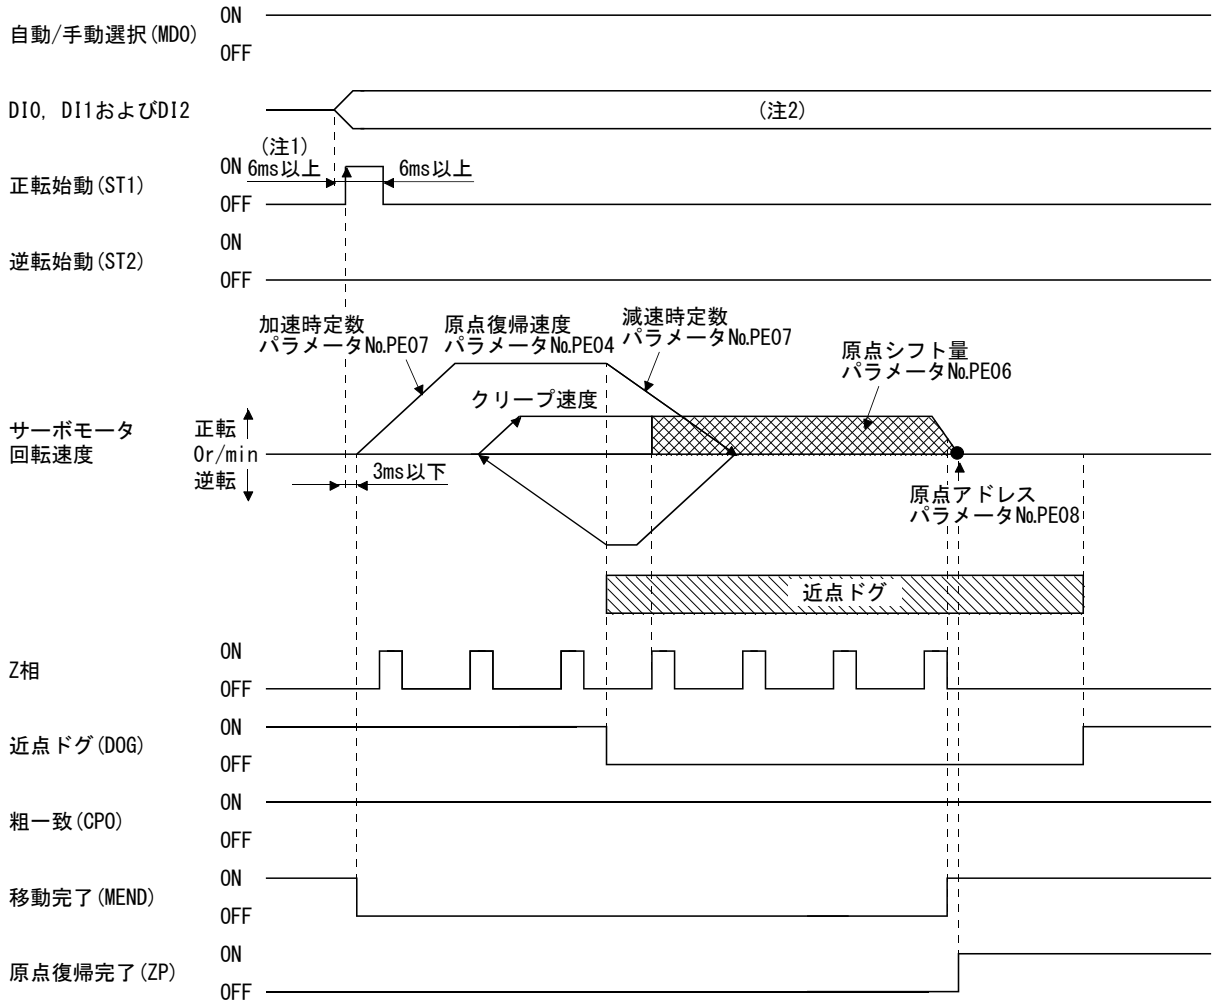 ON
自動/手動選択(MD0)
OFF
DI0, DI1およびDI2
(注2)
(注1)
ON
6ms以上
6ms以上
正転始動(ST1)
OFF
ON
逆転始動(ST2)
OFF
加速時定数
パラメータNo.PE07
原点復帰速度
パラメータNo.PE04
減速時定数
パラメータNo.PE07
原点シフト量
パラメータNo.PE06
クリープ速度
サーボモータ
回転速度
正転
0r/min
逆転
3ms以下
原点アドレス
パラメータNo.PE08
近点ドグ
ON
Z相
OFF
ON
近点ドグ(DOG)
OFF
ON
粗一致(CPO)
OFF
ON
移動完了(MEND)
OFF
ON
原点復帰完了(ZP)
OFF